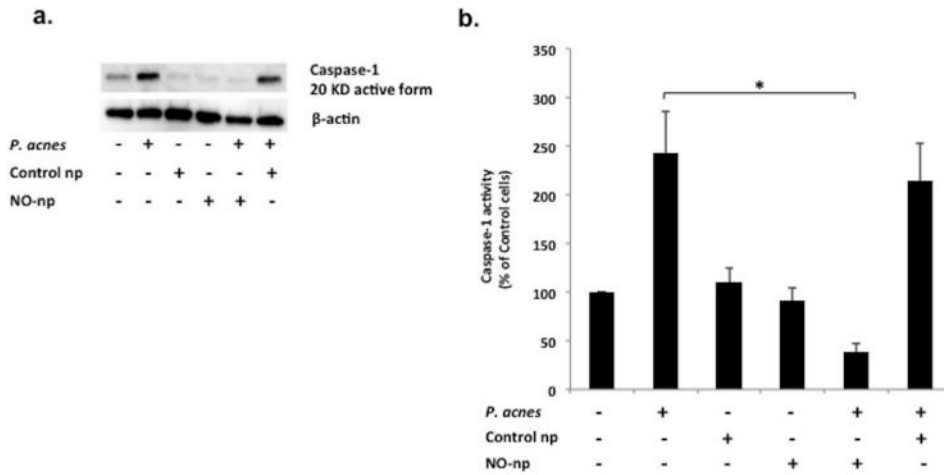 a.
Caspase-1
20 KD active form
β-actin
P. acnes - + - - + +
Control np - - + - - +
NO-np - - - + + -
b.
350
300
250
200
150
100
50
0
Caspase-1 activity
(% of Control cells)
*
P. acnes - + - - + +
Control np - - + - - +
NO-np - - - + + -